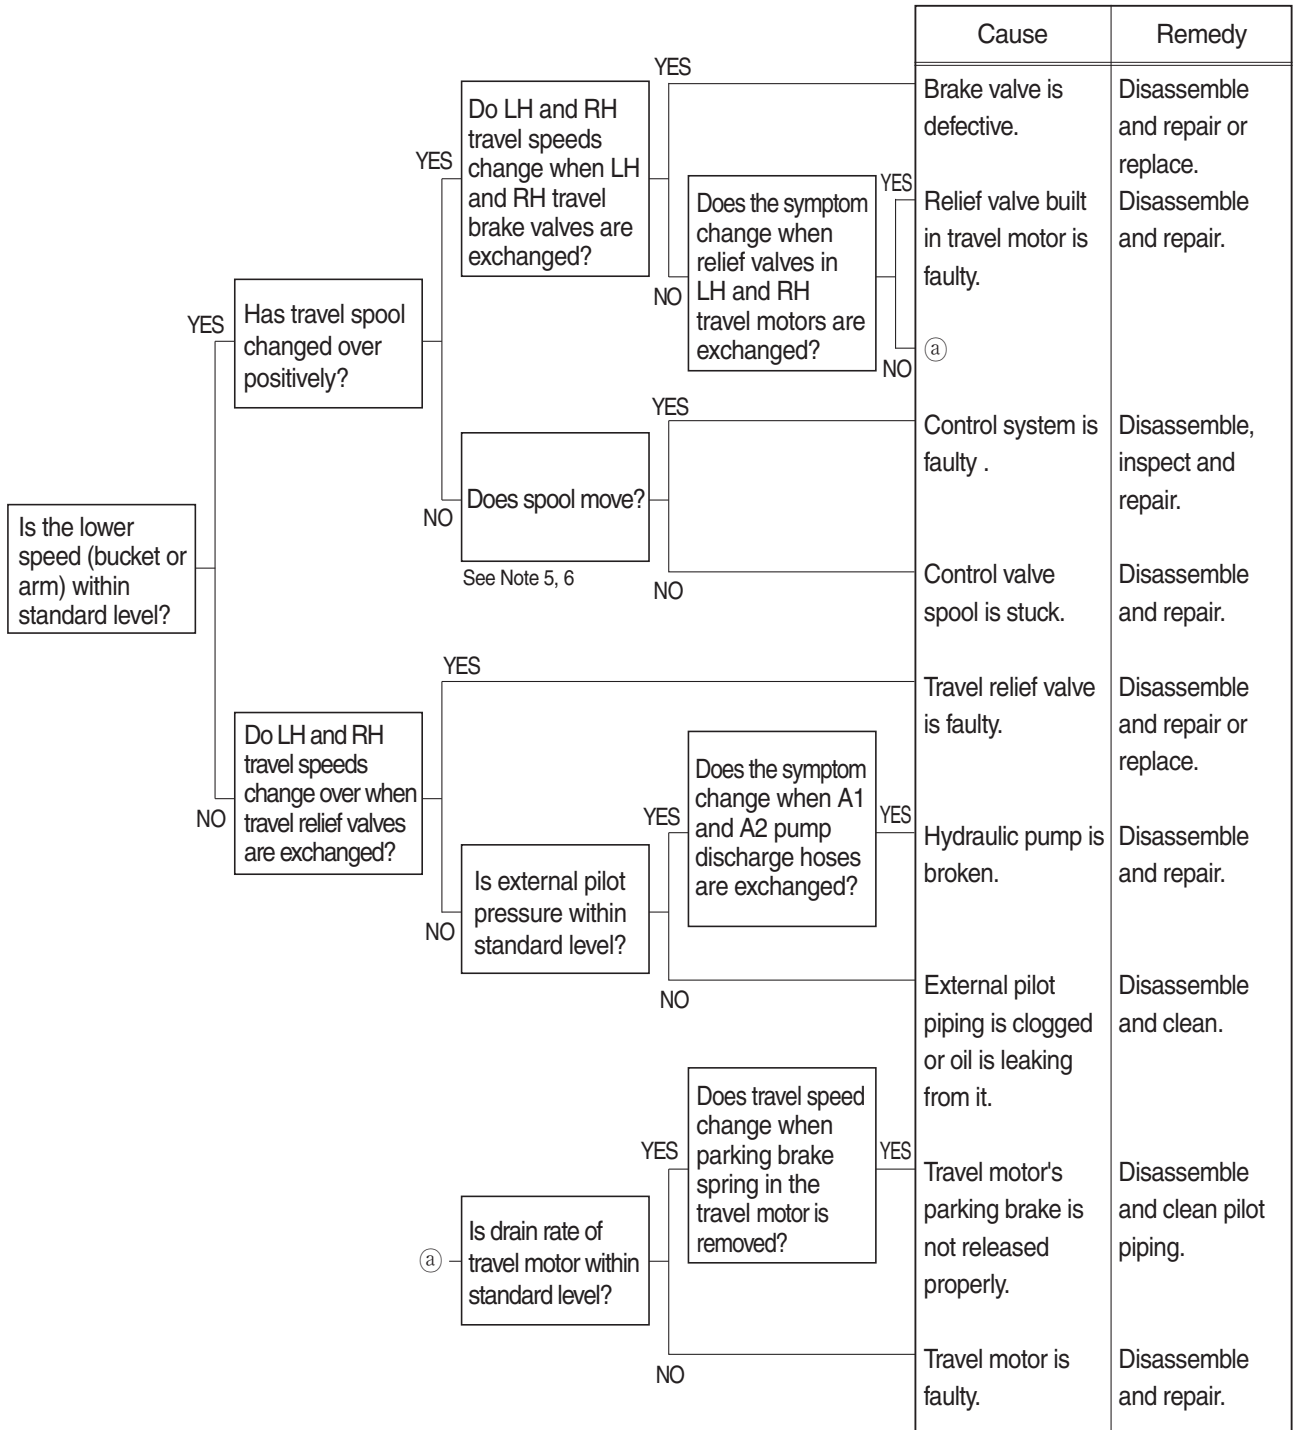 Cause
Remedy
YES
Do LH and RH
travel speeds
change when LH
and RH travel
brake valves are
exchanged?
Brake valve is
defective.
Disassemble
and repair or
replace.
YES
NO
Does the symptom
change when
relief valves in
LH and RH
travel motors are
exchanged?
YES
Relief valve built
in travel motor is
faulty.
Disassemble
and repair.
NO
ⓐ
YES
Has travel spool
changed over
positively?
NO
Does spool move?
See Note 5, 6
YES
Control system is
faulty .
Disassemble,
inspect and
repair.
NO
Control valve
spool is stuck.
Disassemble
and repair.
Is the lower
speed (bucket or
arm) within
standard level?
NO
Do LH and RH
travel speeds
change over when
travel relief valves
are exchanged?
YES
Travel relief valve
is faulty.
Disassemble
and repair or
replace.
NO
Is external pilot
pressure within
standard level?
YES
Does the symptom
change when A1
and A2 pump
discharge hoses
are exchanged?
YES
Hydraulic pump is
broken.
Disassemble
and repair.
NO
External pilot
piping is clogged
or oil is leaking
from it.
Disassemble
and clean.
ⓐ
Is drain rate of
travel motor within
standard level?
YES
Does travel speed
change when
parking brake
spring in the
travel motor is
removed?
YES
Travel motor's
parking brake is
not released
properly.
Disassemble
and clean pilot
piping.
NO
Travel motor is
faulty.
Disassemble
and repair.